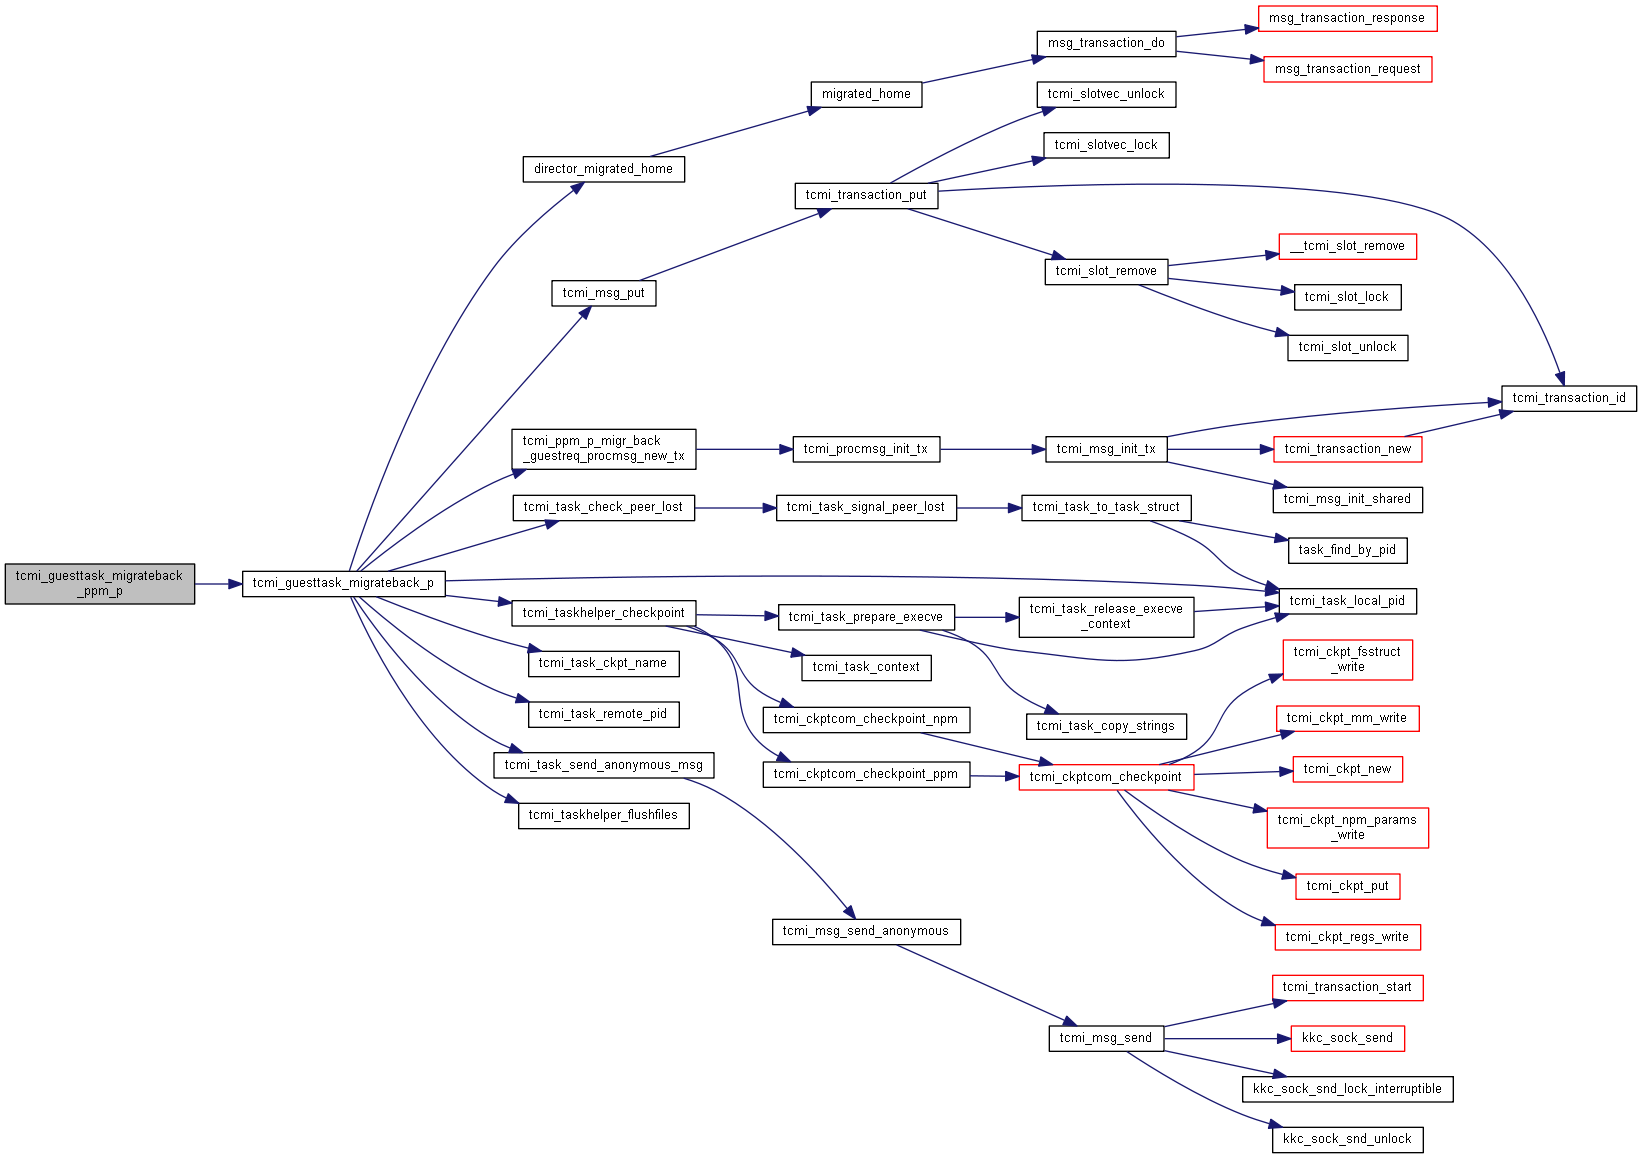 msg_transaction_response
msg_transaction_do
msg_transaction_request
migrated_home
tcmi_slotvec_unlock
tcmi_slotvec_lock
director_migrated_home
tcmi_transaction_put
__tcmi_slot_remove
tcmi_slot_remove
tcmi_msg_put
tcmi_slot_lock
tcmi_slot_unlock
tcmi_transaction_id
tcmi_ppm_p_migr_back
_guestreq_procmsg_new_tx
tcmi_procmsg_init_tx
tcmi_msg_init_tx
tcmi_transaction_new
tcmi_msg_init_shared
tcmi_task_check_peer_lost
tcmi_task_signal_peer_lost
tcmi_task_to_task_struct
task_find_by_pid
tcmi_guesttask_migrateback
_ppm_p
tcmi_guesttask_migrateback_p
tcmi_task_local_pid
tcmi_taskhelper_checkpoint
tcmi_task_prepare_execve
tcmi_task_release_execve
_context
tcmi_task_ckpt_name
tcmi_task_context
tcmi_ckpt_fsstruct
_write
tcmi_task_remote_pid
tcmi_ckptcom_checkpoint_npm
tcmi_task_copy_strings
tcmi_ckpt_mm_write
tcmi_task_send_anonymous_msg
tcmi_ckptcom_checkpoint_ppm
tcmi_ckptcom_checkpoint
tcmi_ckpt_new
tcmi_taskhelper_flushfiles
tcmi_ckpt_npm_params
_write
tcmi_ckpt_put
tcmi_msg_send_anonymous
tcmi_ckpt_regs_write
tcmi_transaction_start
tcmi_msg_send
kkc_sock_send
kkc_sock_snd_lock_interruptible
kkc_sock_snd_unlock